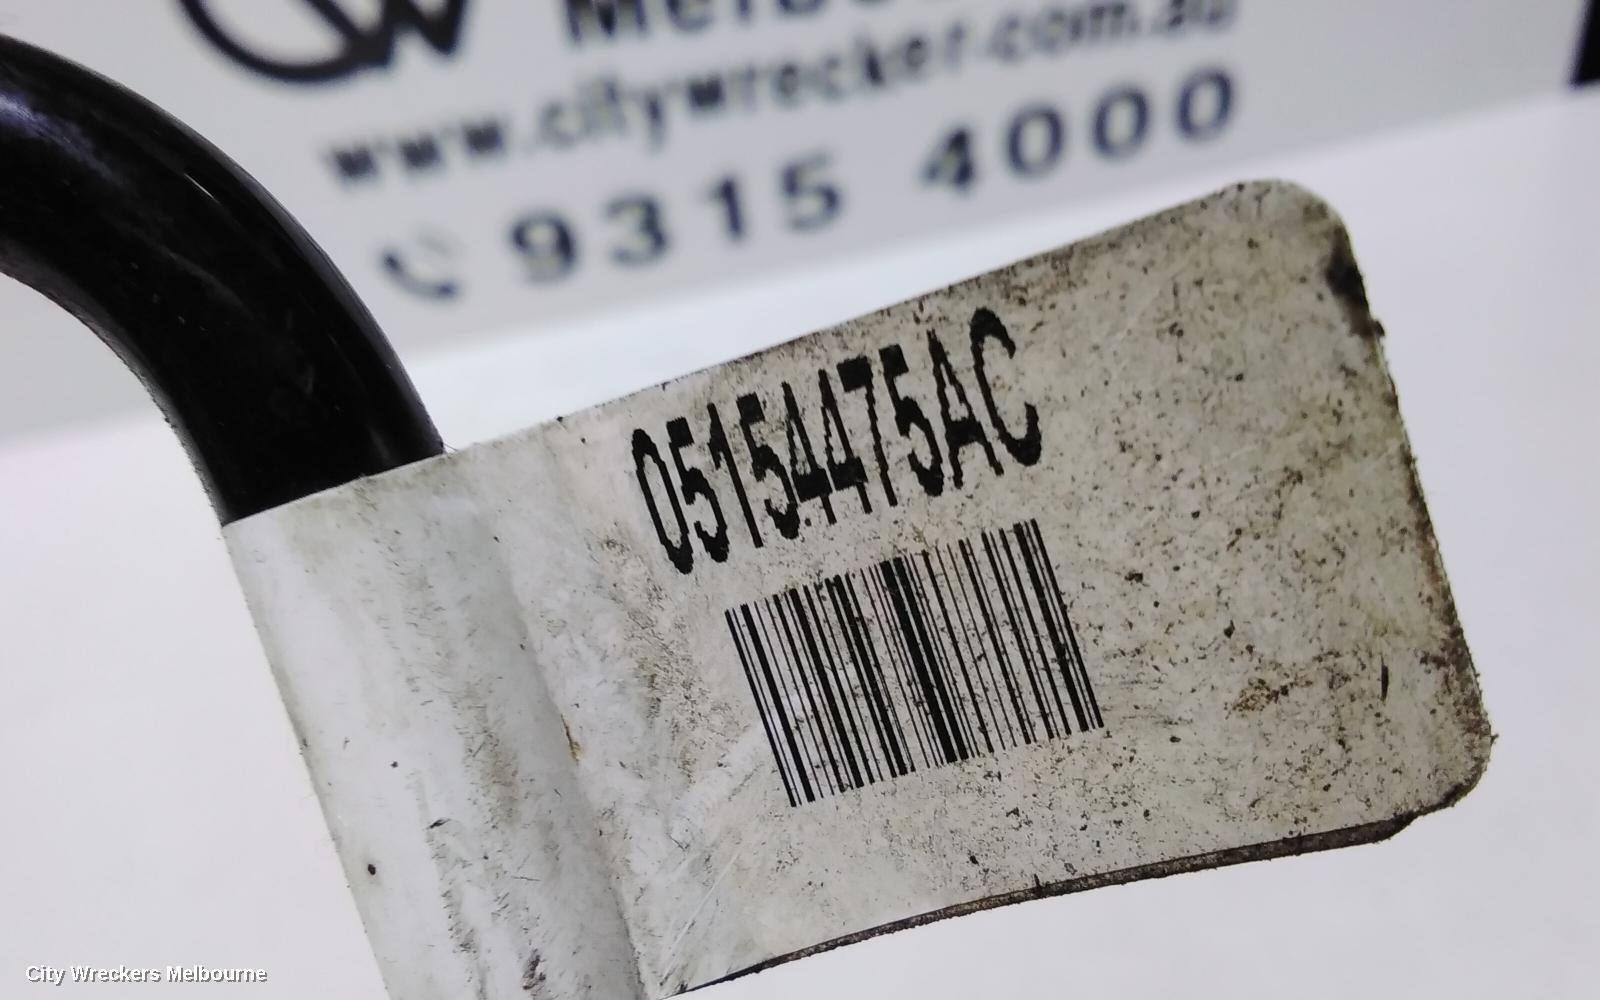 www.citywrecker.com.au
9315 4000
05154475AC
City Wreckers Melbourne